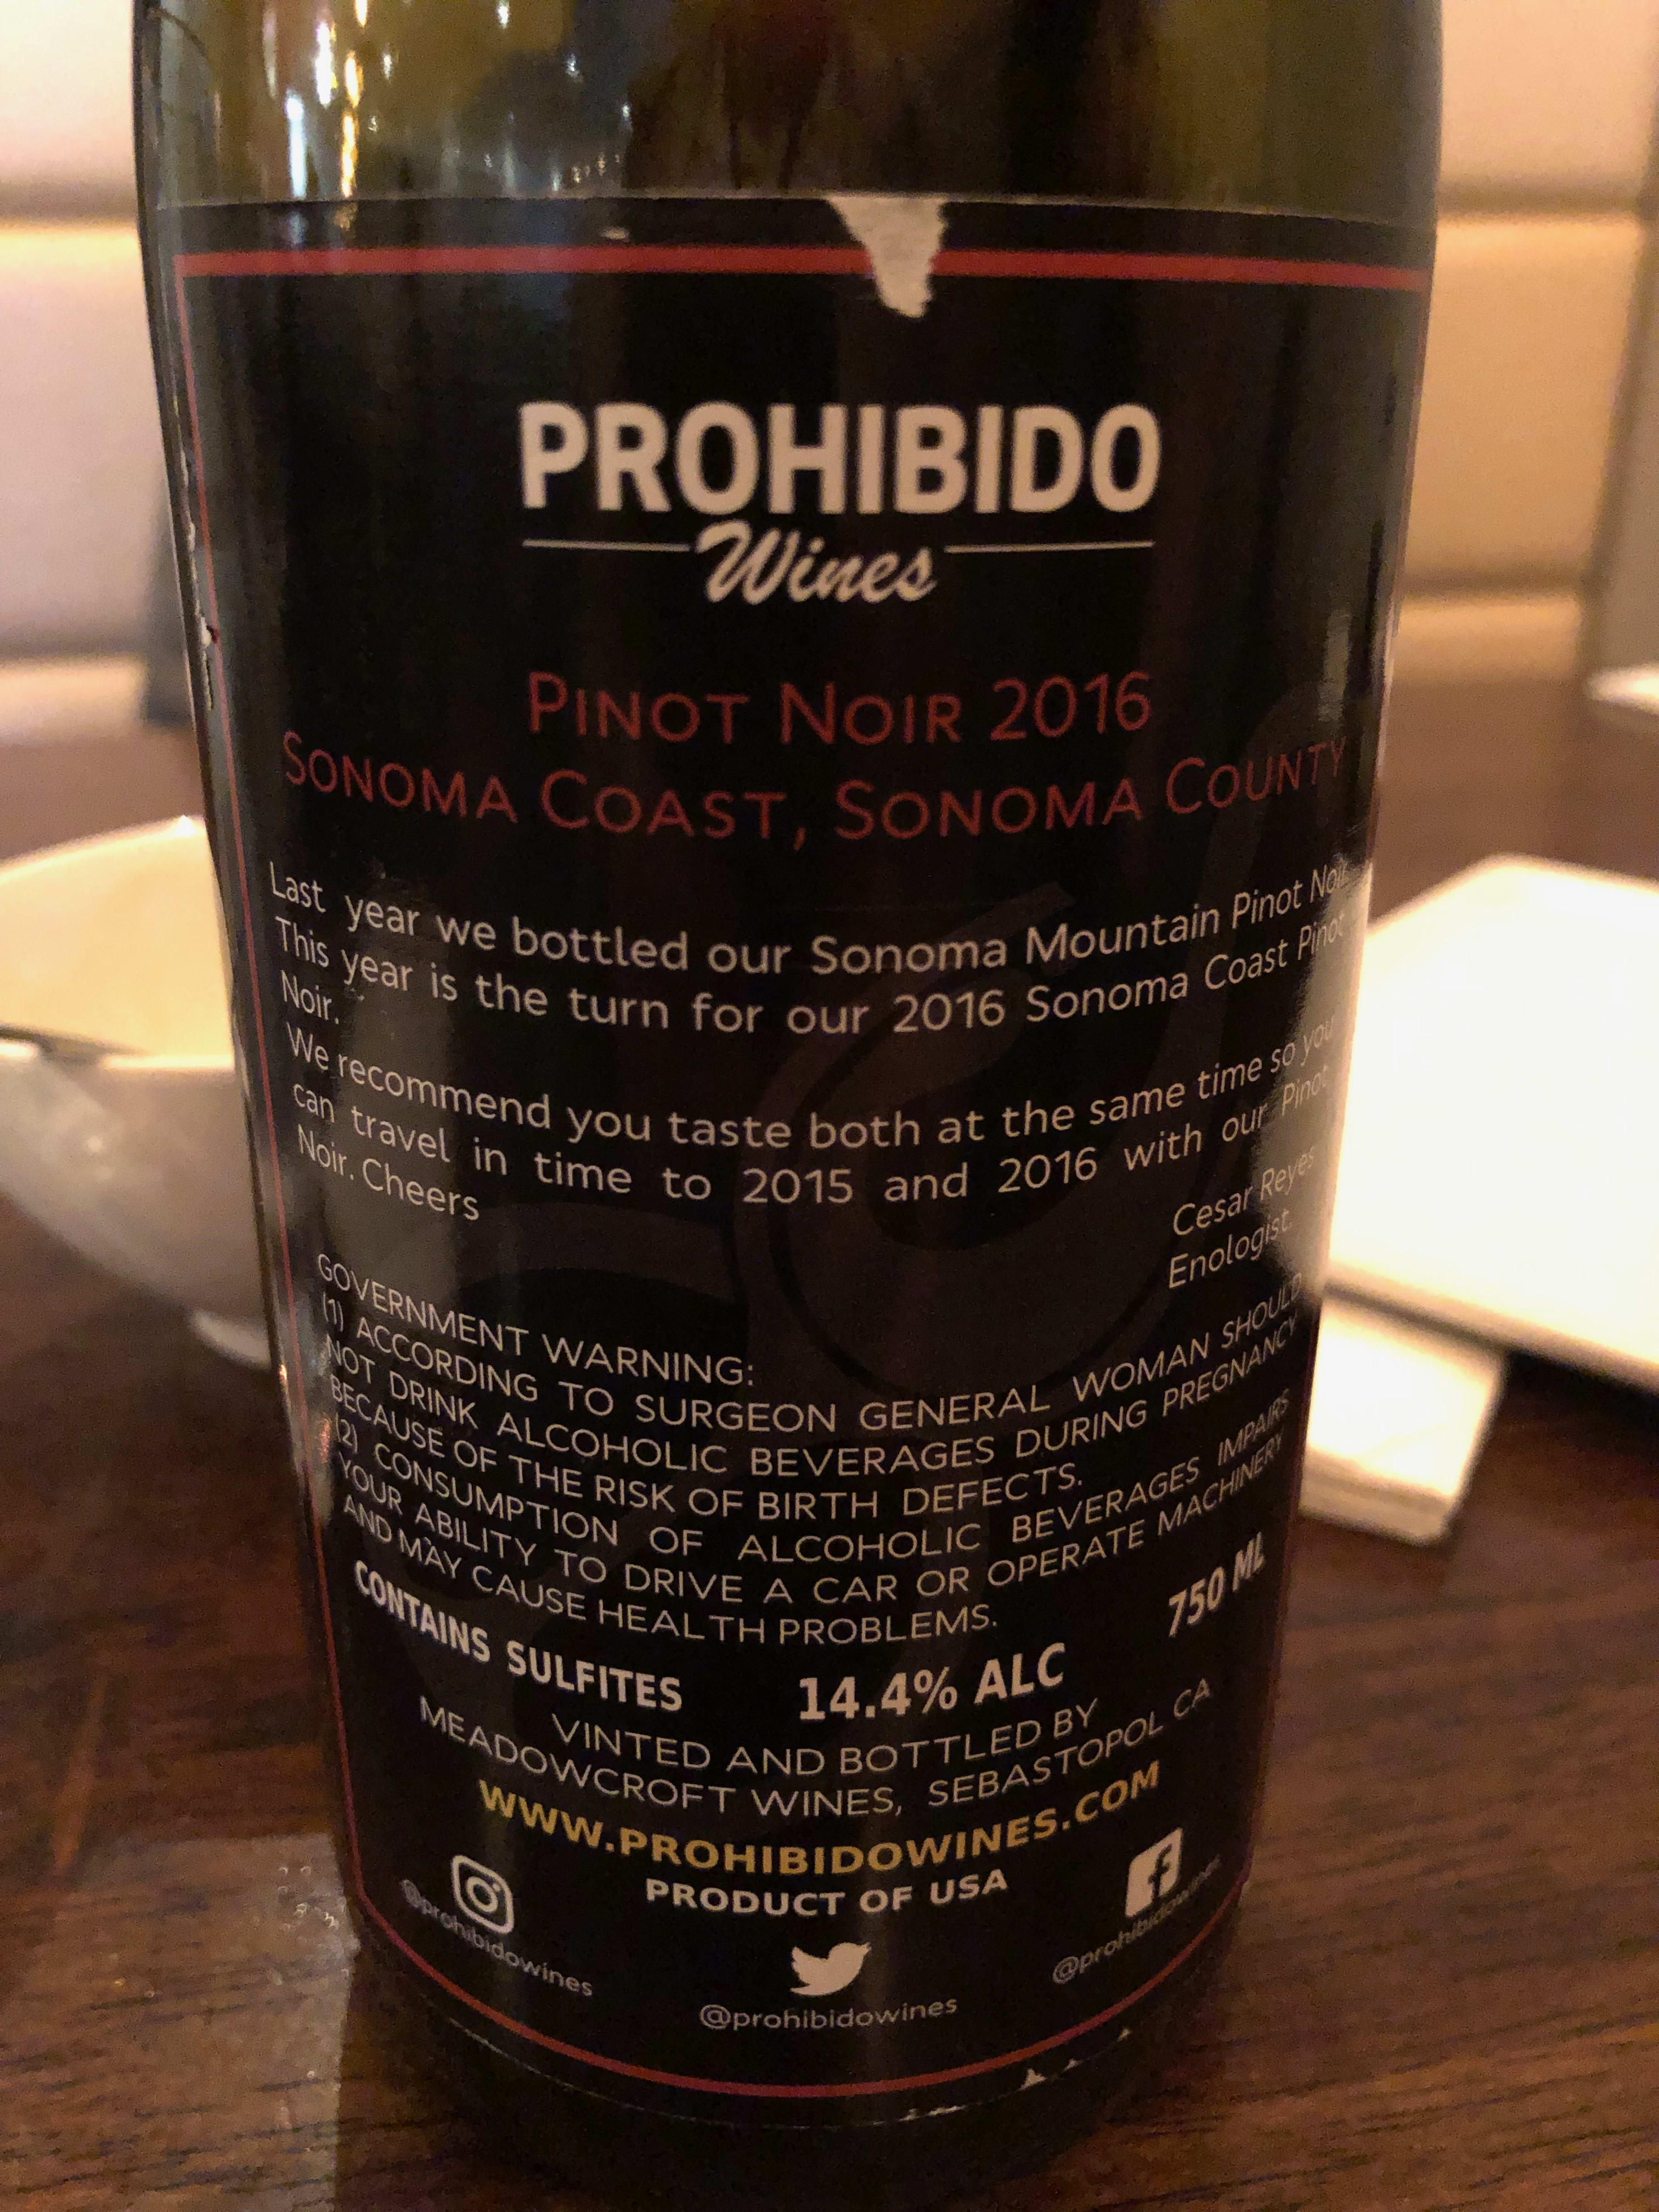 PROHIBIDO
Wines
PINOT NOIR 2016
SONOMA COAST, SONOMA COUNTY
Last year we bottled our Sonoma Mountain Pinot Noir.
This year is the turn for our 2016 Sonoma Coast Pinot
Noir.
We recommend you taste both at the same time so you
can travel in time to 2015 and 2016 with our Pinot
Noir. Cheers
Cesar Reyes
Enologist.
GOVERNMENT WARNING:
(1) ACCORDING TO SURGEON GENERAL WOMAN SHOULD
NOT DRINK ALCOHOLIC BEVERAGES DURING PREGNANCY
BECAUSE OF THE RISK OF BIRTH DEFECTS.
(2) CONSUMPTION OF ALCOHOLIC BEVERAGES IMPAIRS
YOUR ABILITY TO DRIVE A CAR OR OPERATE MACHINERY
AND MAY CAUSE HEALTH PROBLEMS.
CONTAINS SULFITES 14.4% ALC 750 ML
VINTED AND BOTTLED BY
MEADOWCROFT WINES, SEBASTOPOL CA
WWW.PROHIBIDOWINES.COM
PRODUCT OF USA
@prohibidowines
@prohibidowines
@prohibidowines